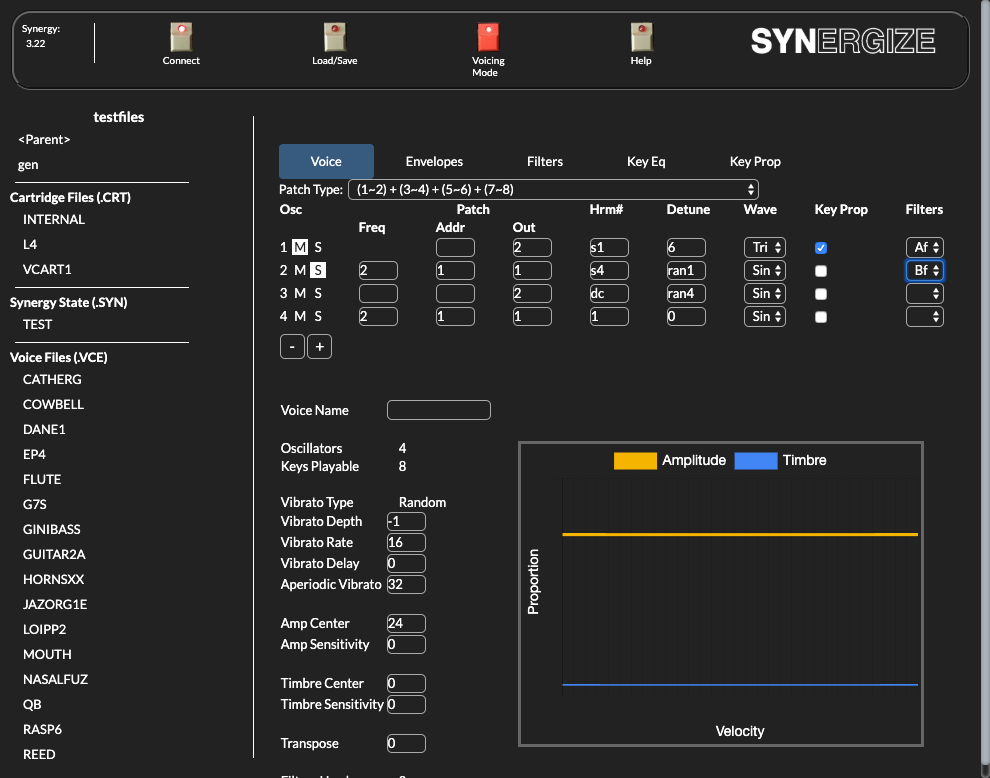 Synergy:
3.22
Connect
Load/Save
Voicing
Mode
Help
SYNERGIZE
testfiles
<Parent>
gen
Cartridge Files (.CRT)
INTERNAL
L4
VCART1
Synergy State (.SYN)
TEST
Voice Files (.VCE)
CATHERG
COWBELL
DANE1
EP4
FLUTE
G7S
GINIBASS
GUITAR2A
HORNSXX
JAZORG1E
LOIPP2
MOUTH
NASALFUZ
QB
RASP6
REED
Voice Envelopes Filters Key Eq Key Prop
Patch Type: (1~2) + (3~4) + (5~6) + (7~8)
Osc Patch Hrm# Detune Wave Key Prop Filters
Freq Addr Out
1 M S 2 s1 6 Tri Af
2 M S 2 1 1 s4 ran1 Sin Bf
3 M S 2 dc ran4 Sin
4 M S 2 1 1 1 0 Sin
- +
Voice Name
Oscillators 4
Keys Playable 8
Vibrato Type Random
Vibrato Depth -1
Vibrato Rate 16
Vibrato Delay 0
Aperiodic Vibrato 32
Amp Center 24
Amp Sensitivity 0
Timbre Center 0
Timbre Sensitivity 0
Transpose 0
Amplitude Timbre
Proportion
Velocity